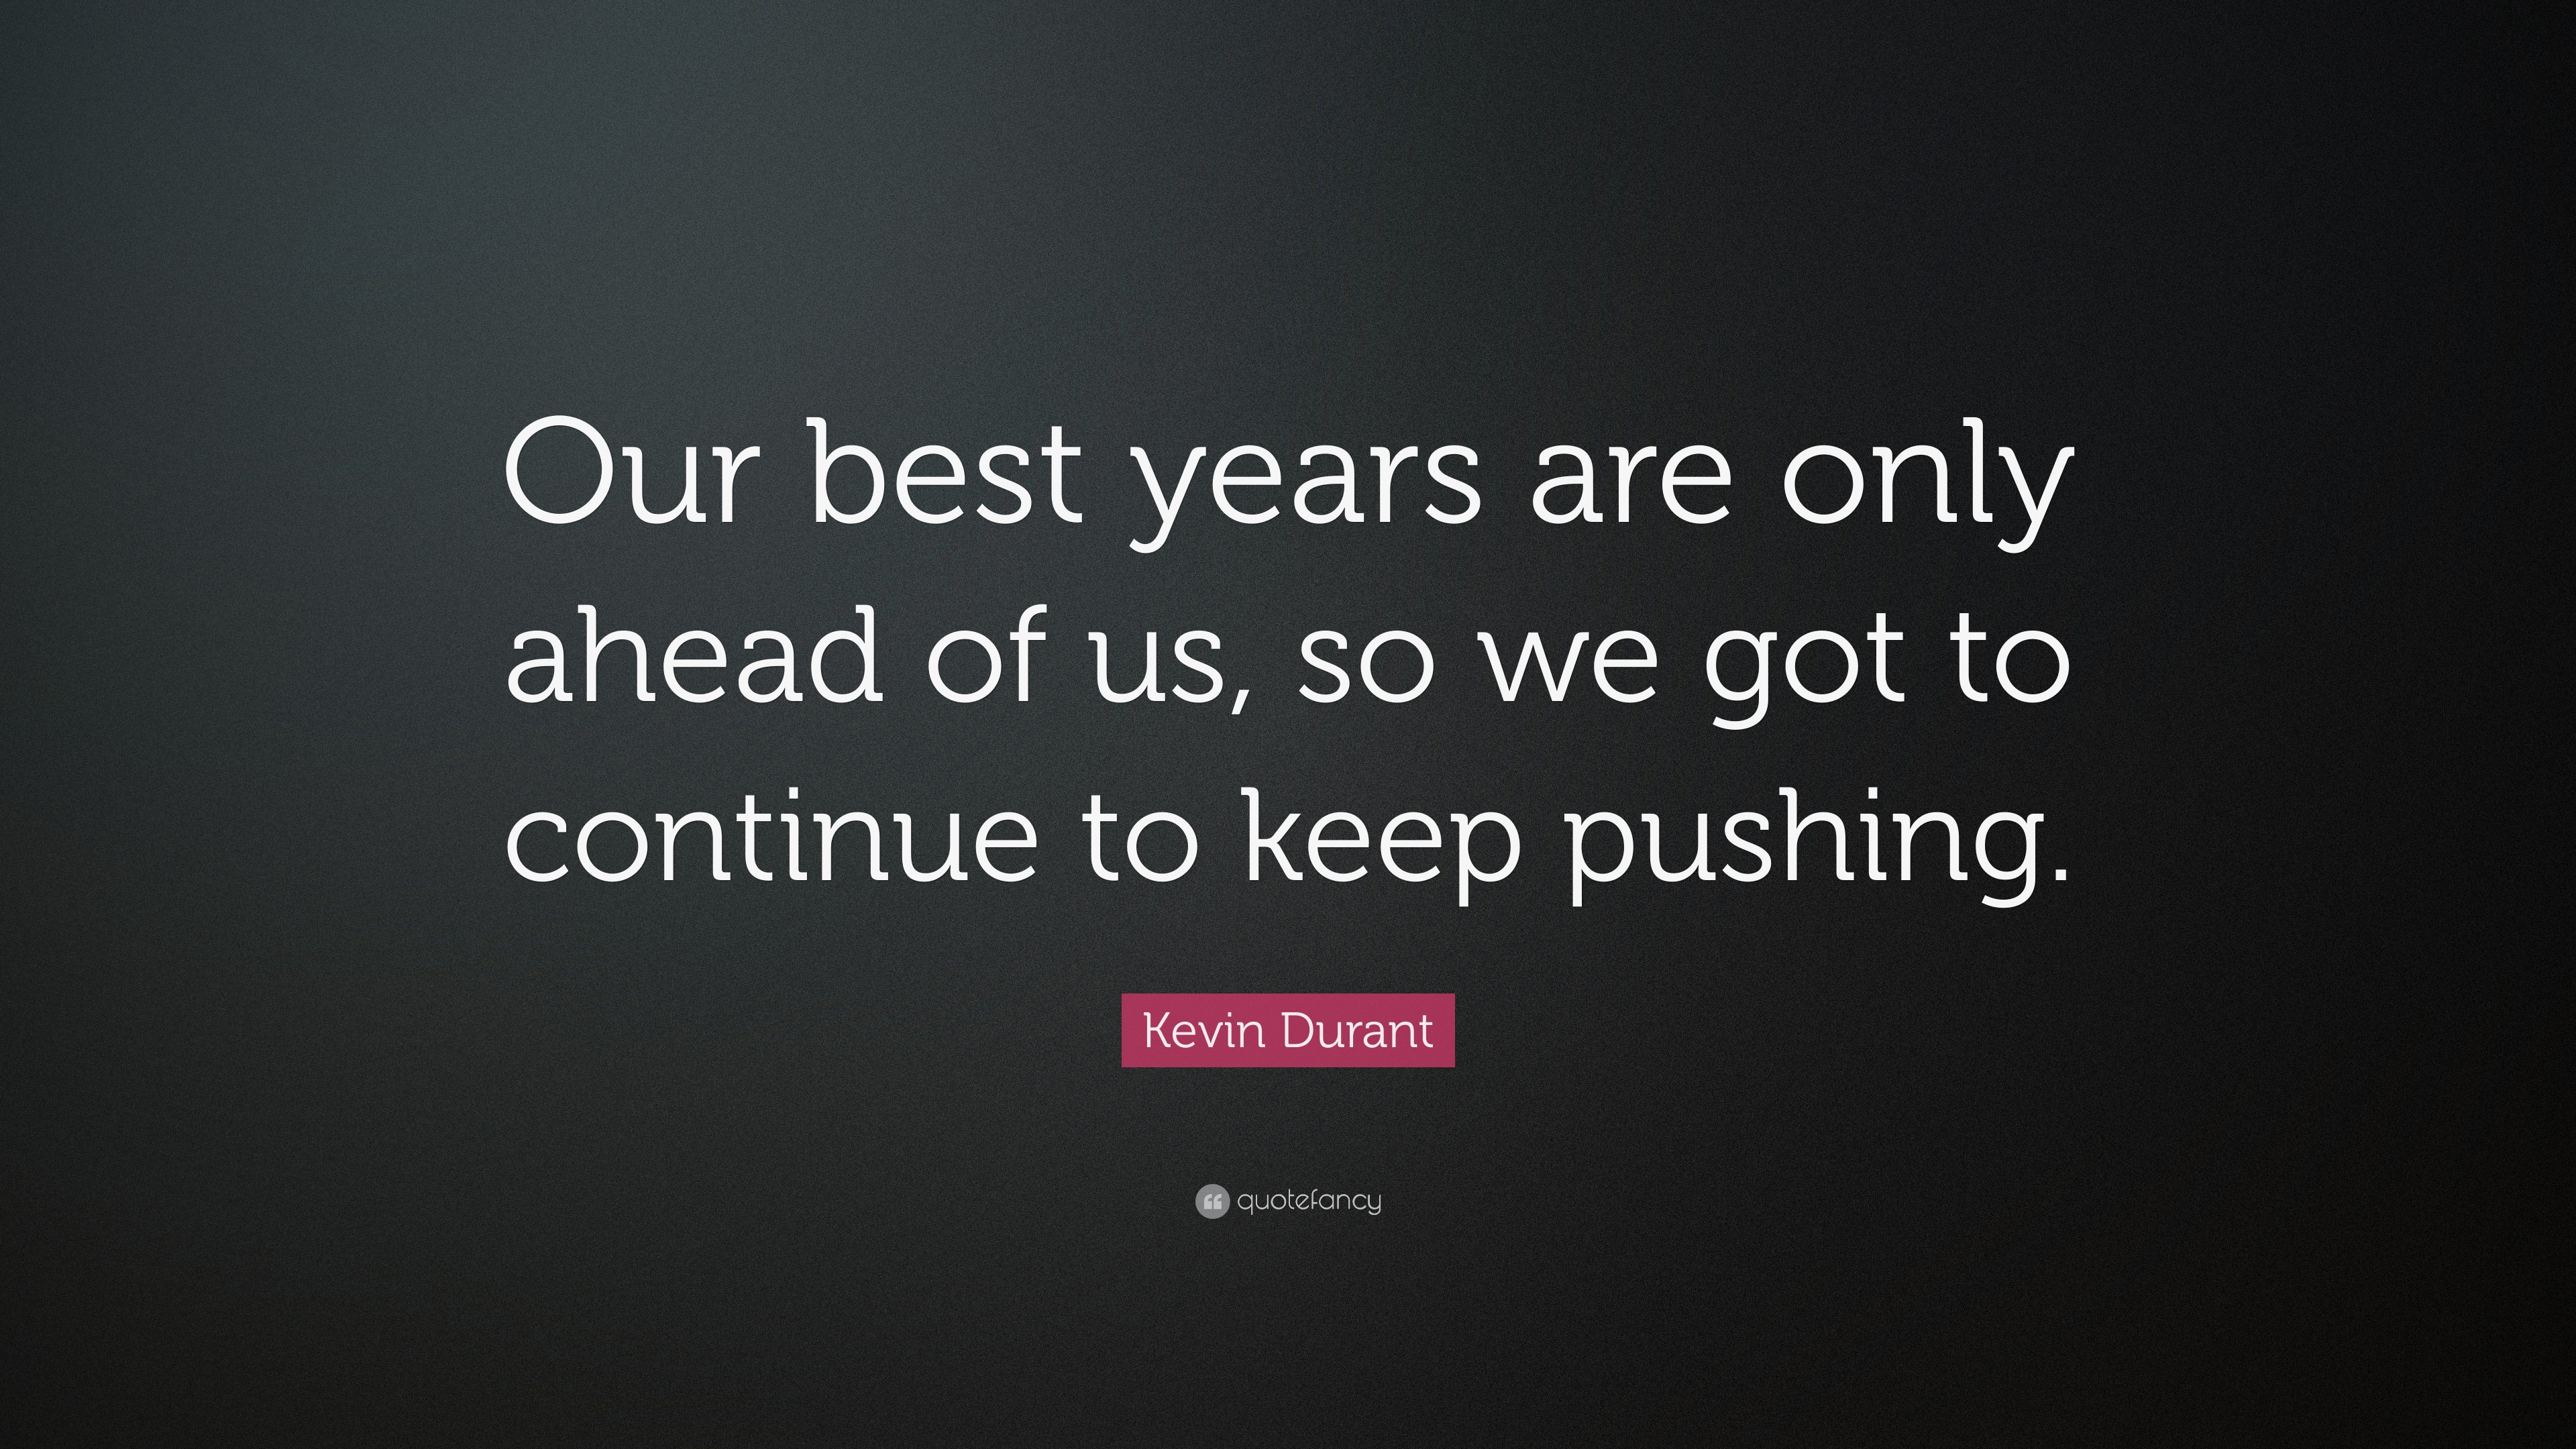 Our best years are only
ahead of us, so we got to
continue to keep pushing.
Kevin Durant
quotefancy